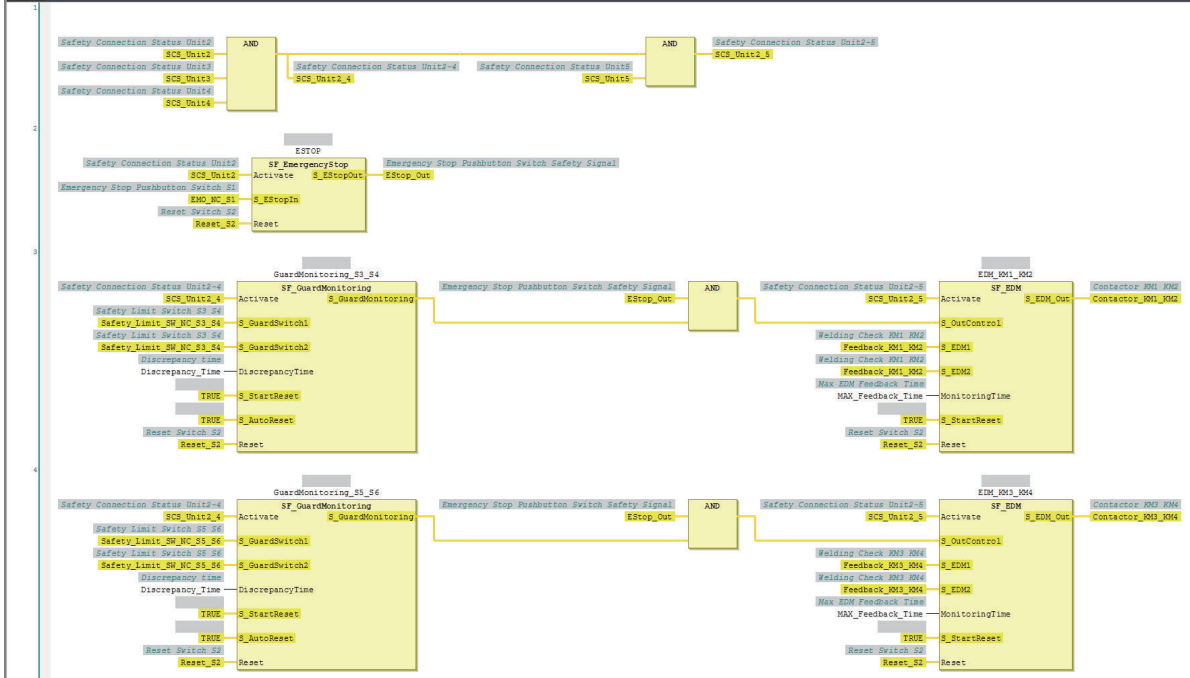 1
Safety Connection Status Unit2 AND AND Safety Connection Status Unit2-5
SCS_Unit2 SCS_Unit2_5
Safety Connection Status Unit3 Safety Connection Status Unit2-4 Safety Connection Status Unit5
SCS_Unit3 SCS_Unit2_4 SCS_Unit5
Safety Connection Status Unit4
SCS_Unit4
2
ESTOP
Safety Connection Status Unit2 SF_EmergencyStop Emergency Stop Pushbutton Switch Safety Signal
SCS_Unit2 Activate S_EStopOut EStop_Out
Emergency Stop Pushbutton Switch S1
EMO_NC_S1 S_EStopIn
Reset Switch S2
Reset_S2 Reset
3
GuardMonitoring_S3_S4 EDM_KM1_KM2
Safety Connection Status Unit2-4 SF_GuardMonitoring Emergency Stop Pushbutton Switch Safety Signal AND Safety Connection Status Unit2-5 SF_EDM Contactor KM1 KM2
SCS_Unit2_4 Activate S_GuardMonitoring EStop_Out SCS_Unit2_5 Activate S_EDM_Out Contactor_KM1_KM2
Safety Limit Switch S3 S4
Safety_Limit_SW_NC_S3_S4 S_GuardSwitch1 S_OutControl
Safety Limit Switch S3 S4 Welding Check KM1 KM2
Safety_Limit_SW_NC_S3_S4 S_GuardSwitch2 Feedback_KM1_KM2 S_EDM1
Discrepancy time Welding Check KM1 KM2
Discrepancy_Time DiscrepancyTime Feedback_KM1_KM2 S_EDM2
Max EDM Feedback Time
TRUE S_StartReset MAX_Feedback_Time MonitoringTime
TRUE S_AutoReset TRUE S_StartReset
Reset Switch S2 Reset Switch S2
Reset_S2 Reset Reset_S2 Reset
4
GuardMonitoring_S5_S6 EDM_KM3_KM4
Safety Connection Status Unit2-4 SF_GuardMonitoring Emergency Stop Pushbutton Switch Safety Signal AND Safety Connection Status Unit2-5 SF_EDM Contactor KM3 KM4
SCS_Unit2_4 Activate S_GuardMonitoring EStop_Out SCS_Unit2_5 Activate S_EDM_Out Contactor_KM3_KM4
Safety Limit Switch S5 S6
Safety_Limit_SW_NC_S5_S6 S_GuardSwitch1 S_OutControl
Safety Limit Switch S5 S6 Welding Check KM3 KM4
Safety_Limit_SW_NC_S5_S6 S_GuardSwitch2 Feedback_KM3_KM4 S_EDM1
Discrepancy time Welding Check KM3 KM4
Discrepancy_Time DiscrepancyTime Feedback_KM3_KM4 S_EDM2
Max EDM Feedback Time
TRUE S_StartReset MAX_Feedback_Time MonitoringTime
TRUE S_AutoReset TRUE S_StartReset
Reset Switch S2 Reset Switch S2
Reset_S2 Reset Reset_S2 Reset